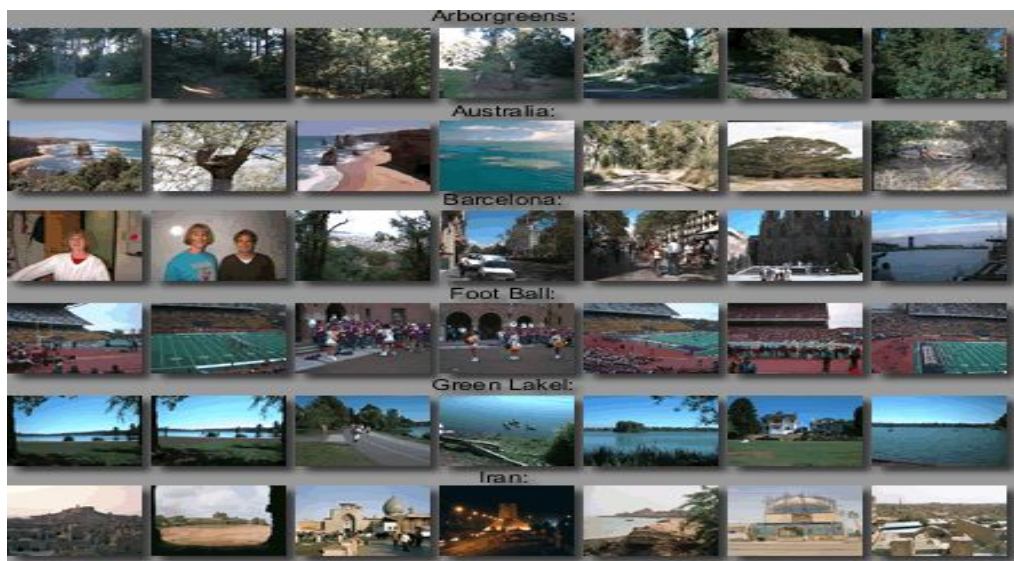 Arborgreens:
Australia:
Barcelona:
Foot Ball:
Green Lakel:
Iran: